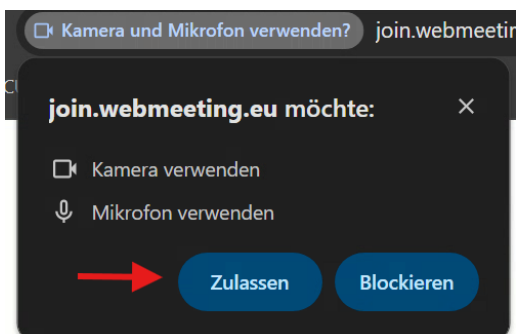 Kamera und Mikrofon verwenden? join.webmeetin
join.webmeeting.eu möchte:
Kamera verwenden
Mikrofon verwenden
Zulassen Blockieren